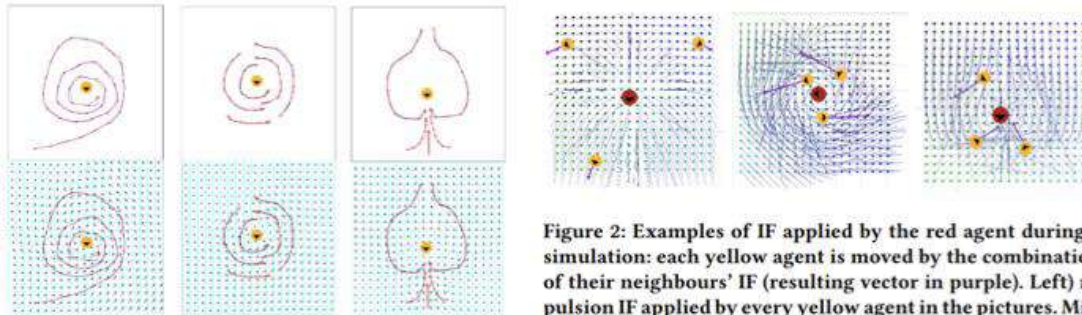 Figure 2: Examples of IF applied by the red agent during
simulation: each yellow agent is moved by the combinatio
of their neighbours' IF (resulting vector in purple). Left) r
pulsion IF applied by every yellow agent in the pictures. M